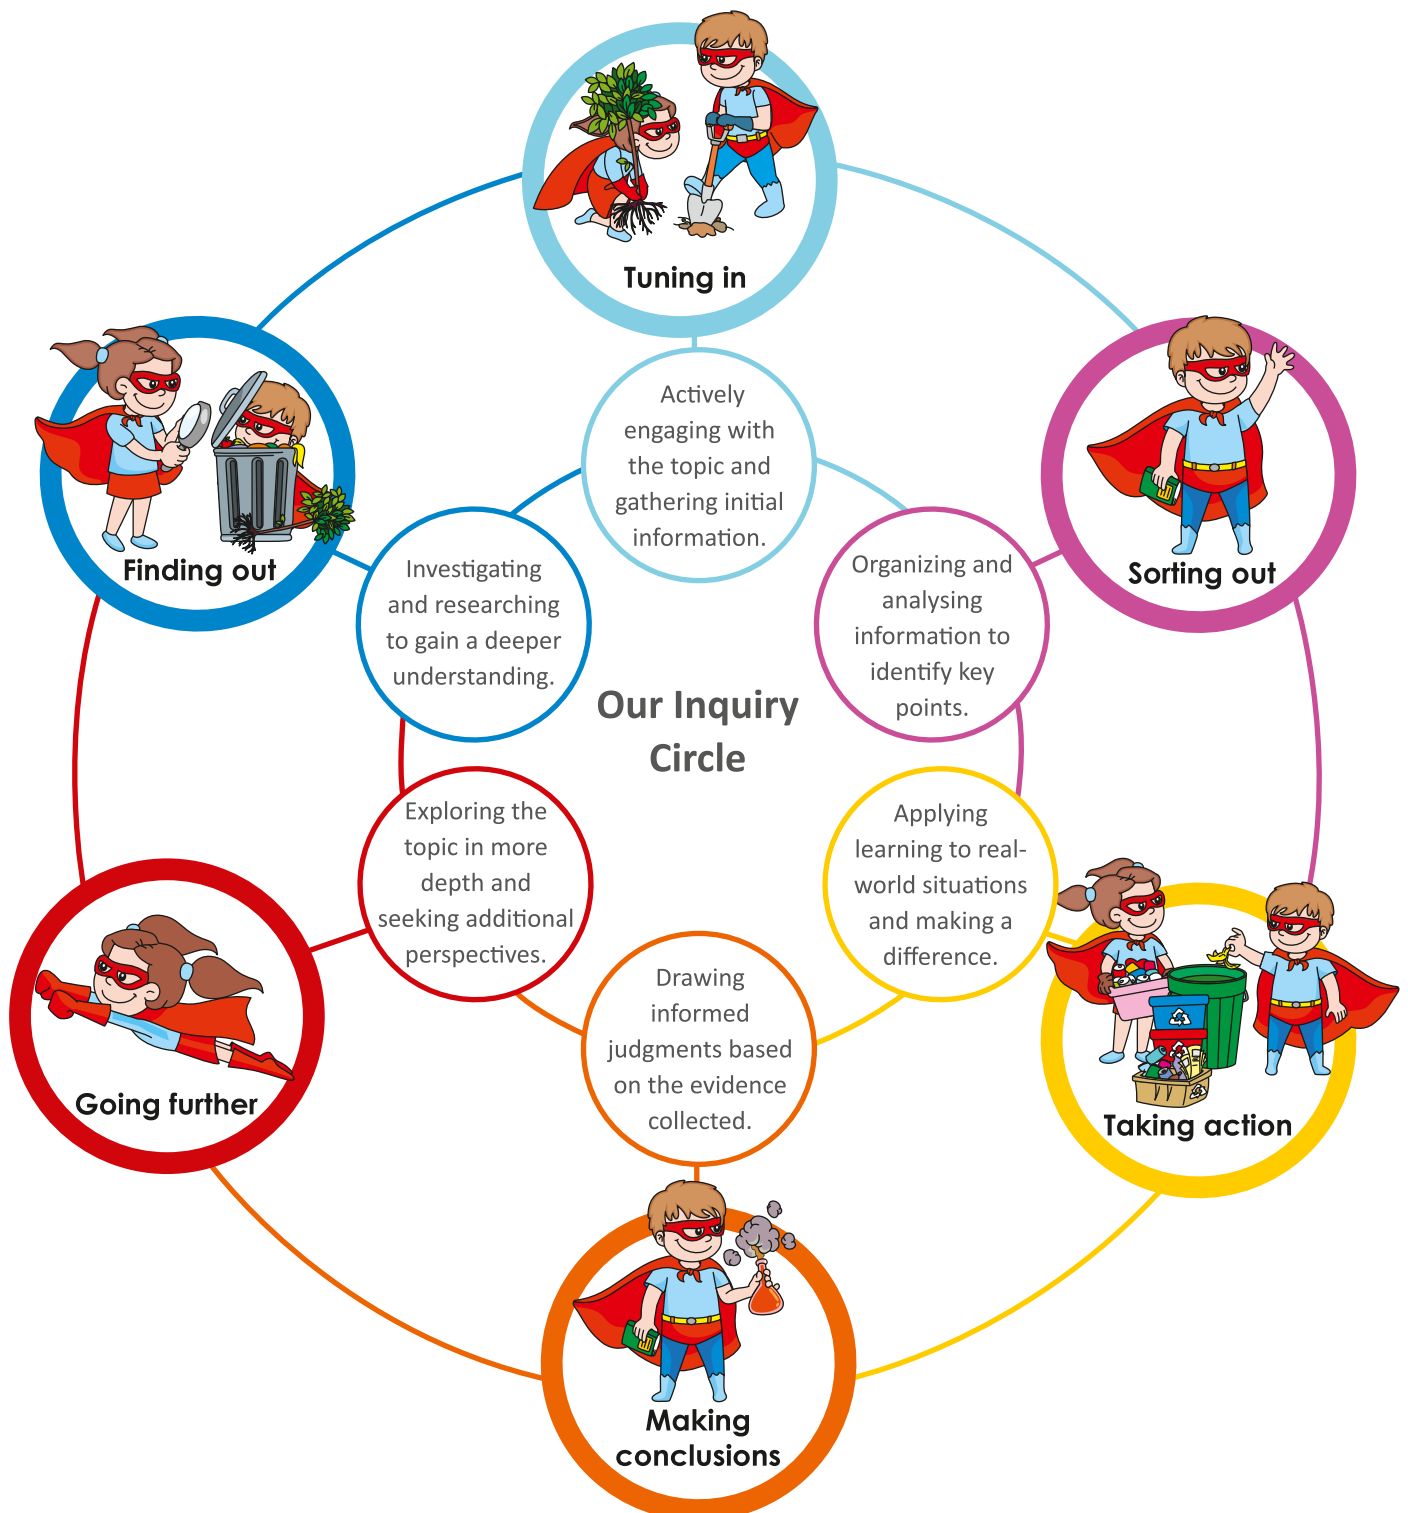 Tuning in
Actively
engaging with
the topic and
gathering initial
information.
Sorting out
Organizing and
analysing
information to
identify key
points.
Finding out
Investigating
and researching
to gain a deeper
understanding.
Our Inquiry
Circle
Exploring the
topic in more
depth and
seeking additional
perspectives.
Going further
Applying
learning to real-
world situations
and making a
difference.
Taking action
Drawing
informed
judgments based
on the evidence
collected.
Making
conclusions